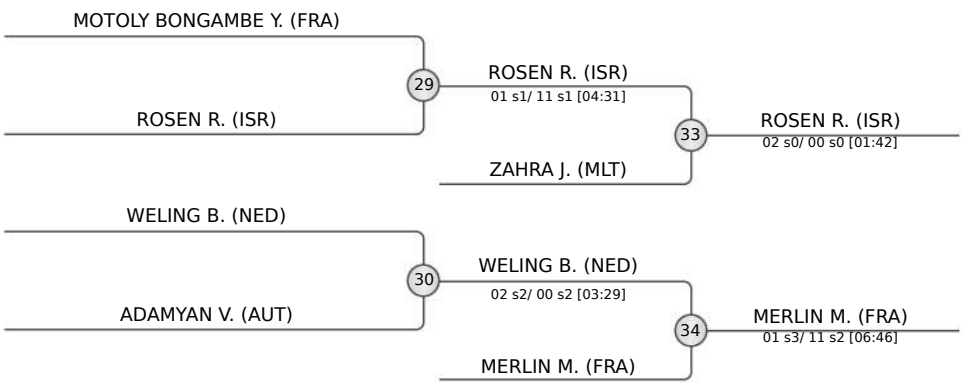 MOTOLY BONGAMBE Y. (FRA)
29
ROSEN R. (ISR)
ROSEN R. (ISR)
01 s1/ 11 s1 [04:31]
33
ZAHRA J. (MLT)
ROSEN R. (ISR)
02 s0/ 00 s0 [01:42]
WELING B. (NED)
30
ADAMYAN V. (AUT)
WELING B. (NED)
02 s2/ 00 s2 [03:29]
34
MERLIN M. (FRA)
MERLIN M. (FRA)
01 s3/ 11 s2 [06:46]